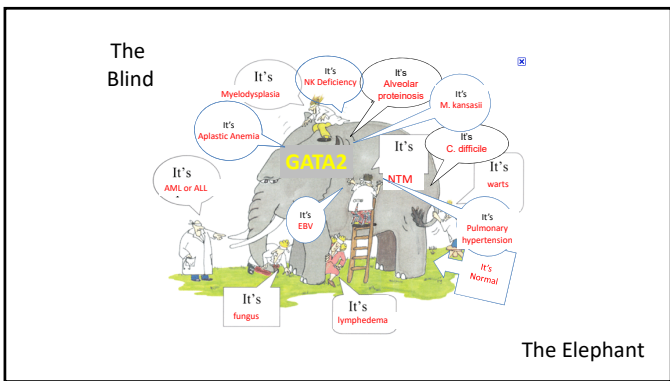 The
Blind
It's
Myelodysplasia
It's
NK Deficiency
It's
Alveolar
proteinosis
It's
M. kansasii
It's
Aplastic Anemia
GATA2
It's
NTM
It's
C. difficile
It's
AML or ALL
It's
warts
It's
EBV
It's
Pulmonary
hypertension
It's
Normal
It's
fungus
It's
lymphedema
The Elephant